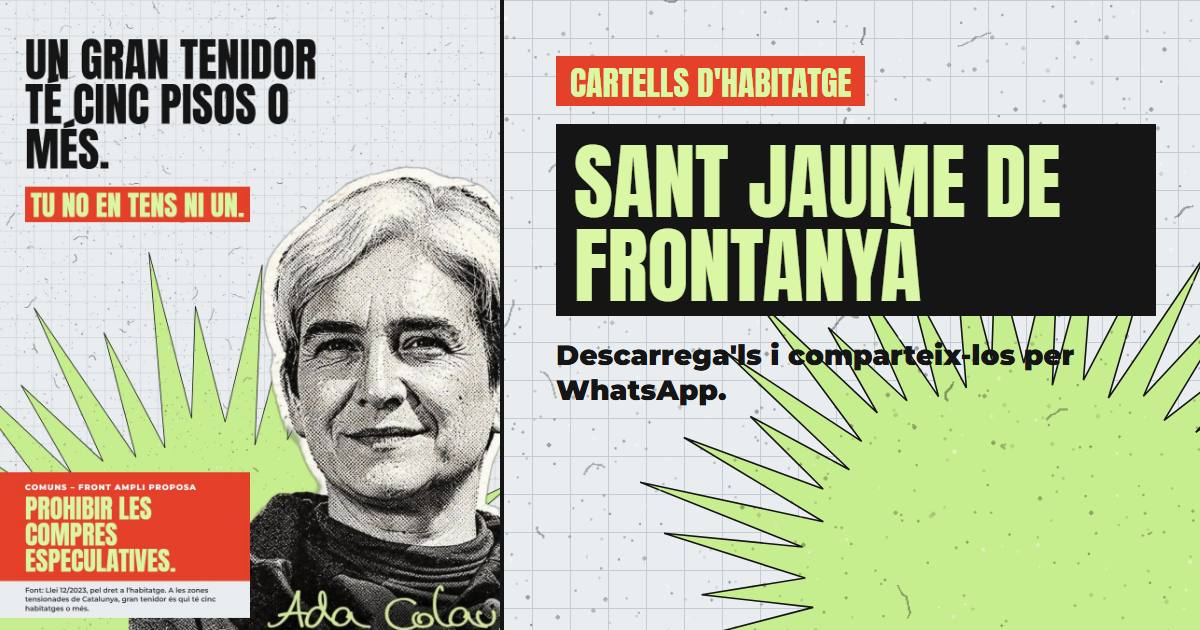 UN GRAN TENIDOR
TÉ CINC PISOS O
MÉS.
TU NO EN TENS NI UN.
COMUNS – FRONT AMPLI PROPOSA
PROHIBIR LES
COMPRES
ESPECULATIVES.
Font: Llei 12/2023, pel dret a l'habitatge. A les zones
tensionades de Catalunya, gran tenidor és qui té cinc
habitatges o més.
Ada Colau
CARTELLS D'HABITATGE
SANT JAUME DE
FRONTANYÀ
Descarrega'ls i comparteix-los per
WhatsApp.